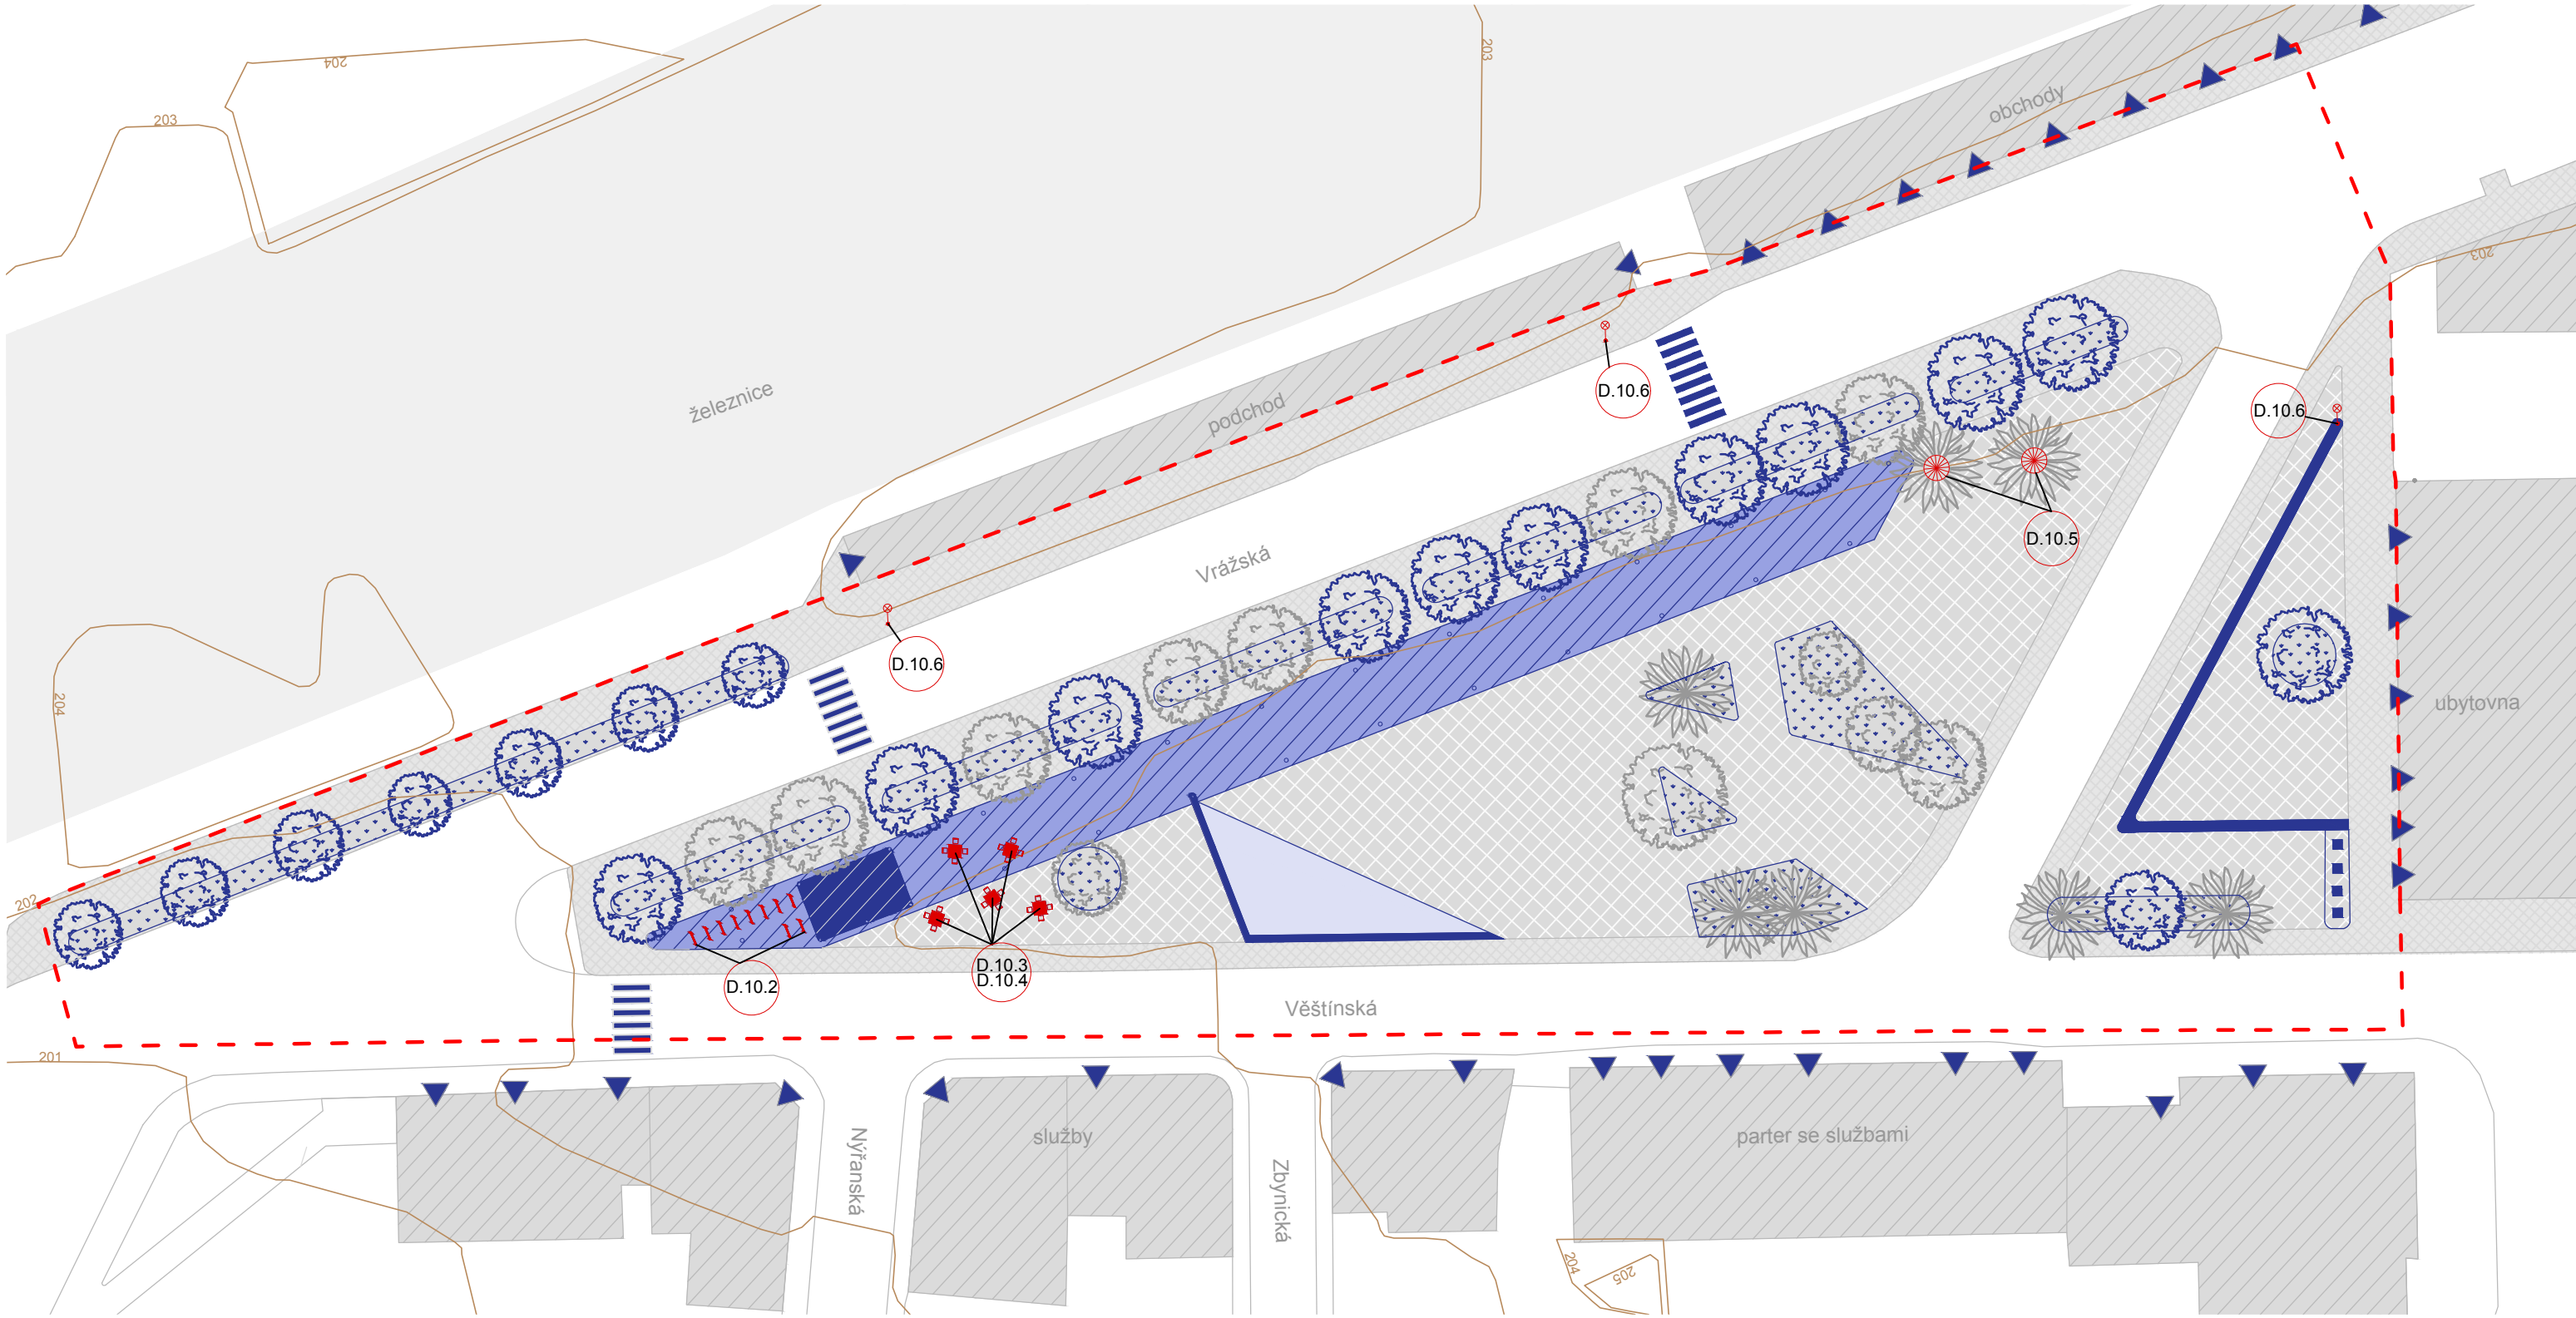 203
204
203
obchody
203
železnice
podchod
D.10.6
D.10.6
D.10.5
Vrážská
D.10.6
204
ubytovna
202
D.10.3
D.10.4
D.10.2
Věštínská
201
služby
parter se službami
Nýřanská
Zbynická
204
205